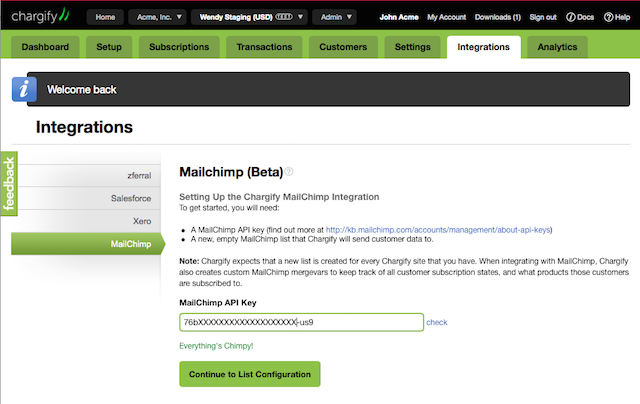 chargify
Home
Acme, Inc.
Wendy Staging (USD) TEST
Admin
John Acme
My Account
Downloads (1)
Sign out
Docs
Help
Dashboard
Setup
Subscriptions
Transactions
Customers
Settings
Integrations
Analytics
i Welcome back
Integrations
feedback
zferral
Salesforce
Xero
MailChimp
Mailchimp (Beta) ?
Setting Up the Chargify MailChimp Integration
To get started, you will need:
• A MailChimp API key (find out more at http://kb.mailchimp.com/accounts/management/about-api-keys)
• A new, empty MailChimp list that Chargify will send customer data to.
Note: Chargify expects that a new list is created for every Chargify site that you have. When integrating with MailChimp, Chargify
also creates custom MailChimp mergevars to keep track of all customer subscription states, and what products those customers
are subscribed to.
MailChimp API Key
76bXXXXXXXXXXXXXXXXXXX-us9 check
Everything's Chimpy!
Continue to List Configuration